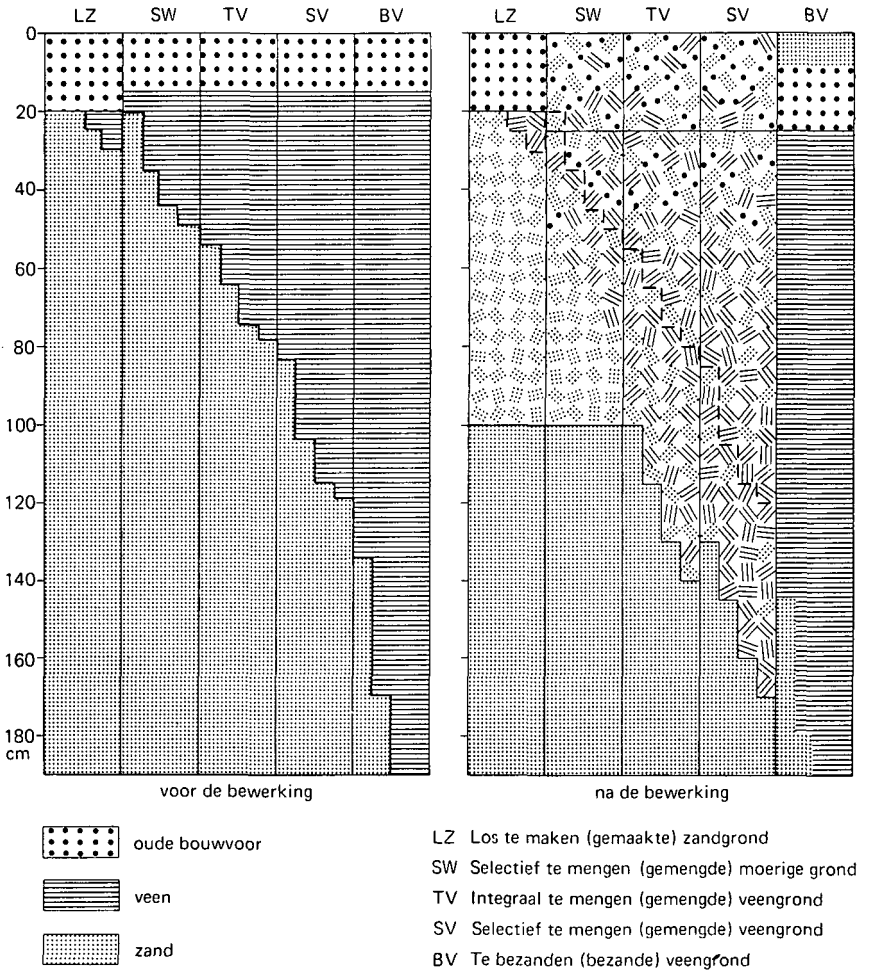 LZ SW TV SV BV
LZ SW TV SV BV
0
20
40
60
80
100
120
140
160
180
cm
voor de bewerking
na de bewerking
oude bouwvoor
veen
zand
LZ Los te maken (gemaakte) zandgrond
SW Selectief te mengen (gemengde) moerige grond
TV Integraal te mengen (gemengde) veengrond
SV Selectief te mengen (gemengde) veengrond
BV Te bezanden (bezande) veengrond